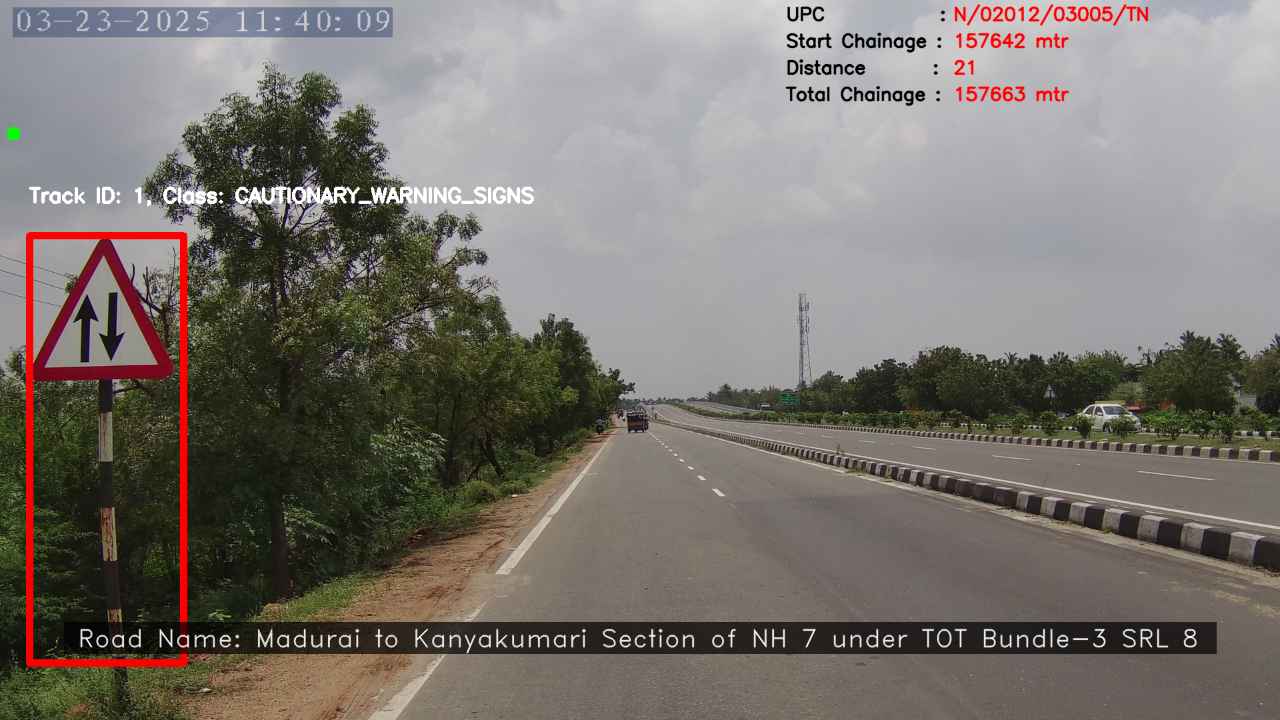 03-23-2025 11:40:09
UPC : N/02012/03005/TN
Start Chainage : 157642 mtr
Distance : 21
Total Chainage : 157663 mtr
Track ID: 1, Class: CAUTIONARY_WARNING_SIGNS
Road Name: Madurai to Kanyakumari Section of NH 7 under TOT Bundle-3 SRL 8